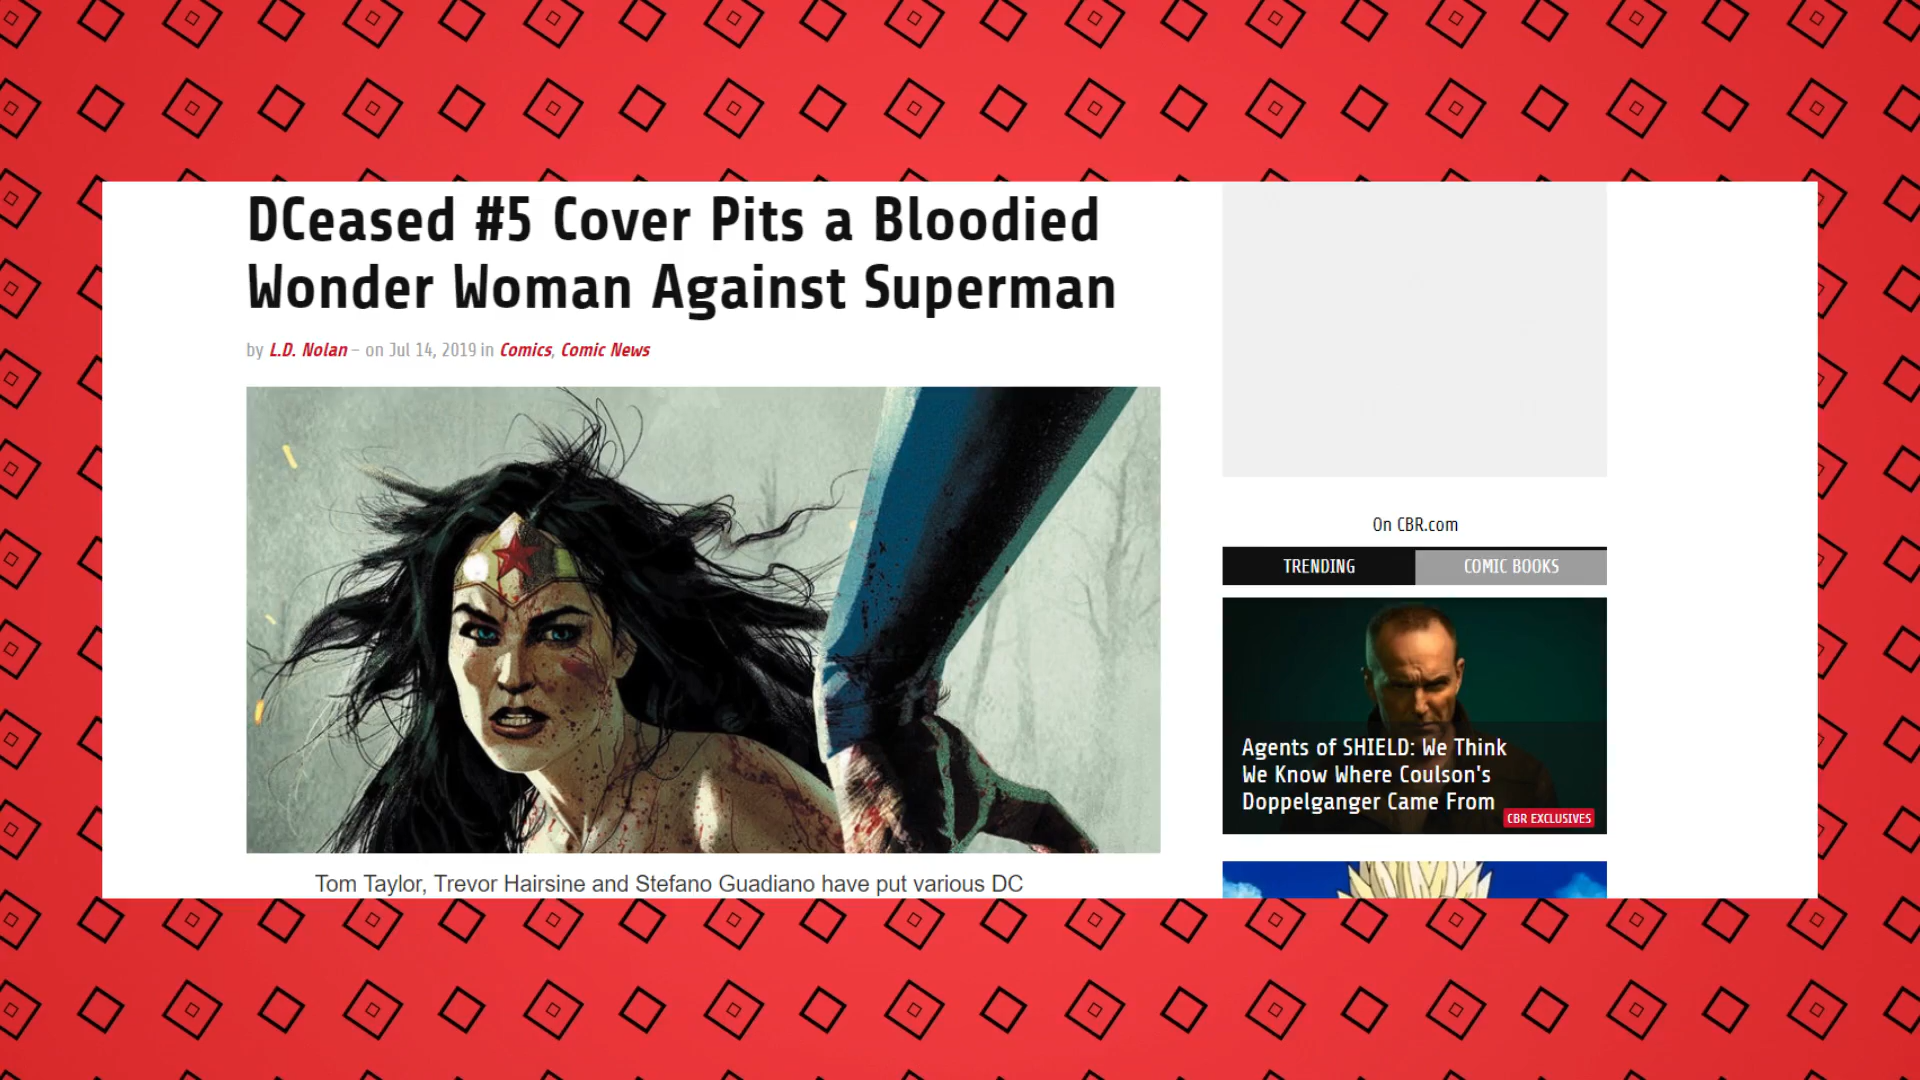 DCeased #5 Cover Pits a Bloodied
Wonder Woman Against Superman
by L.D. Nolan – on Jul 14, 2019 in Comics, Comic News
Tom Taylor, Trevor Hairsine and Stefano Guadiano have put various DC
On CBR.com
TRENDING
COMIC BOOKS
Agents of SHIELD: We Think
We Know Where Coulson's
Doppelganger Came From
CBR EXCLUSIVES